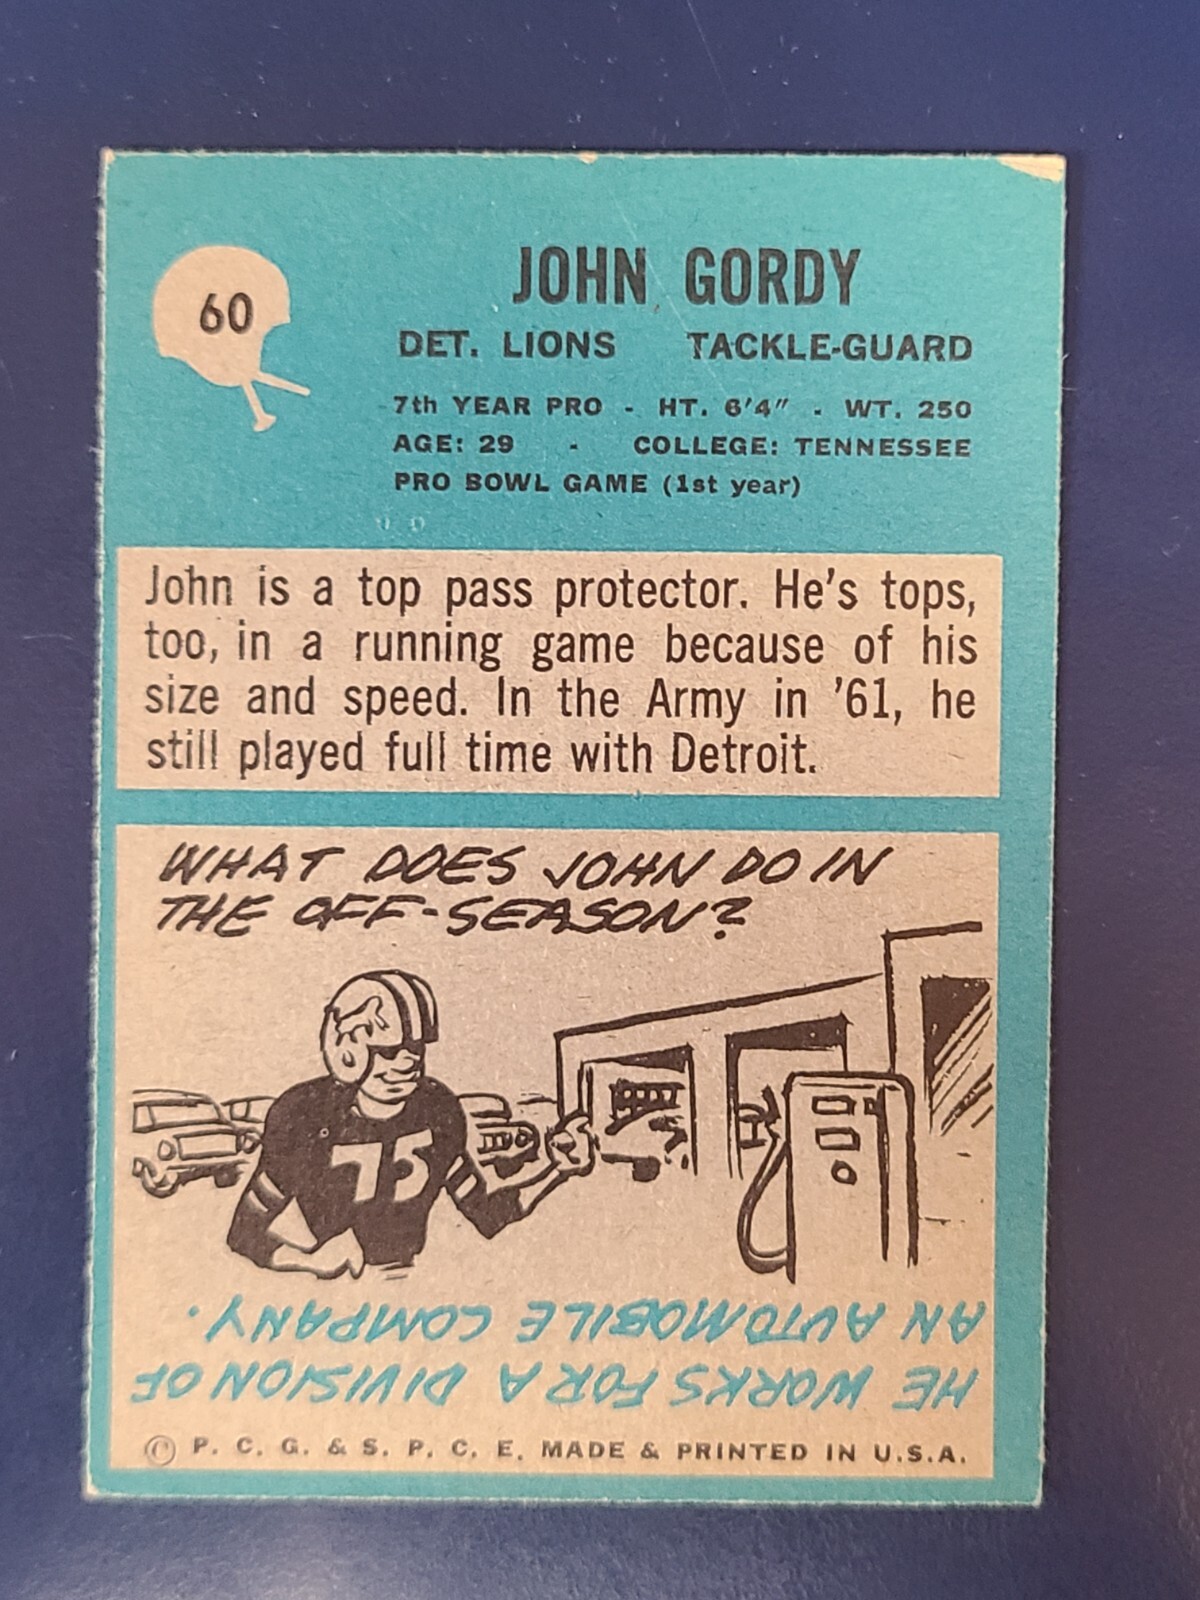 60
JOHN GORDY
DET. LIONS TACKLE-GUARD
7th YEAR PRO - HT. 6'4" - WT. 250
AGE: 29 - COLLEGE: TENNESSEE
PRO BOWL GAME (1st year)
John is a top pass protector. He's tops,
too, in a running game because of his
size and speed. In the Army in '61, he
still played full time with Detroit.
WHAT DOES JOHN DO IN
THE OFF-SEASON?
75
HE WORKS FOR A DIVISION OF
AN AUTOMOBILE COMPANY.
© P. C. G. & S. P. C. E. MADE & PRINTED IN U.S.A.